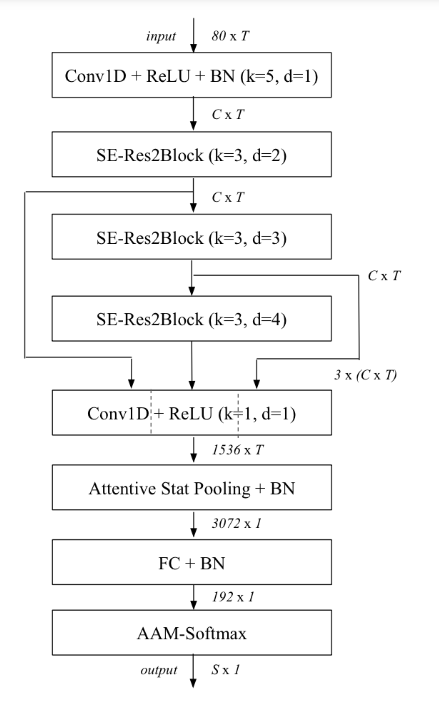 input 80 x T
Conv1D + ReLU + BN (k=5, d=1)
C x T
SE-Res2Block (k=3, d=2)
C x T
SE-Res2Block (k=3, d=3)
C x T
SE-Res2Block (k=3, d=4)
3 x (C x T)
Conv1D + ReLU (k=1, d=1)
1536 x T
Attentive Stat Pooling + BN
3072 x 1
FC + BN
192 x 1
AAM-Softmax
output S x 1